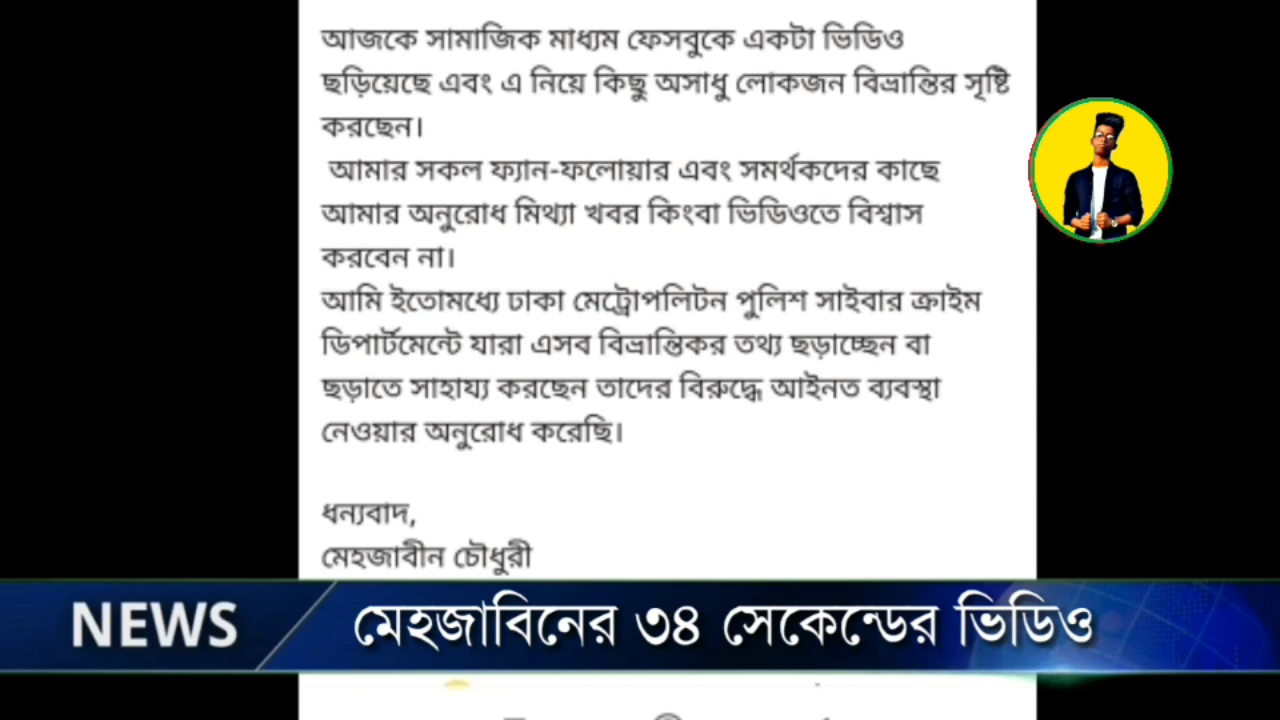 আজকে সামাজিক মাধ্যম ফেসবুকে একটা ভিডিও
ছড়িয়েছে এবং এ নিয়ে কিছু অসাধু লোকজন বিভ্রান্তির সৃষ্টি
করছেন।
আমার সকল ফ্যান-ফলোয়ার এবং সমর্থকদের কাছে
আমার অনুরোধ মিথ্যা খবর কিংবা ভিডিওতে বিশ্বাস
করবেন না।
আমি ইতোমধ্যে ঢাকা মেট্রোপলিটন পুলিশ সাইবার ক্রাইম
ডিপার্টমেন্টে যারা এসব বিভ্রান্তিকর তথ্য ছড়াচ্ছেন বা
ছড়াতে সাহায্য করছেন তাদের বিরুদ্ধে আইনত ব্যবস্থা
নেওয়ার অনুরোধ করেছি।
ধন্যবাদ,
মেহজাবীন চৌধুরী
NEWS মেহজাবিনের ৩৪ সেকেন্ডের ভিডিও